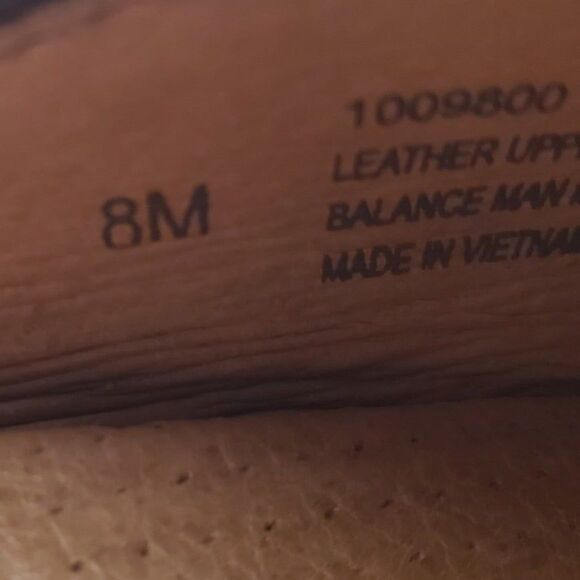 8M
1009800
LEATHER UPP
BALANCE MAN
MADE IN VIETNA